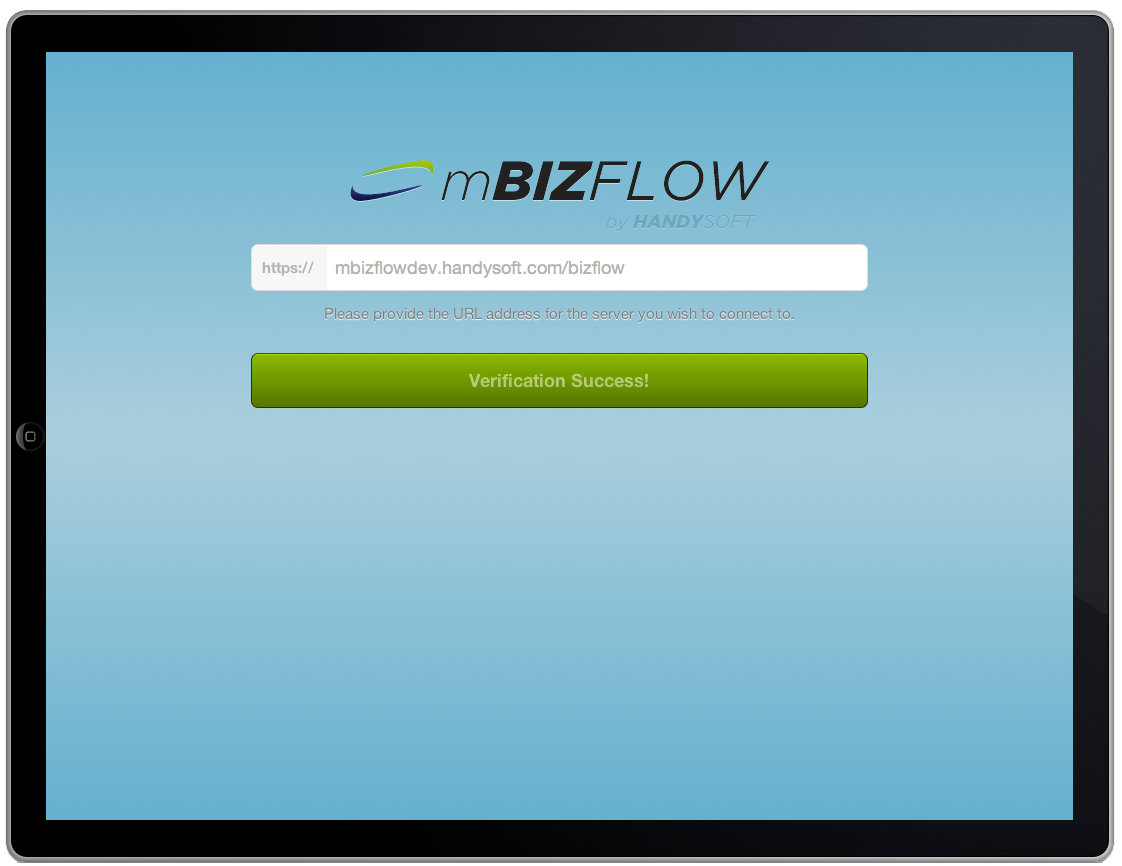 mBIZFLOW
by HANDYSOFT
https:// mbizflowdev.handysoft.com/bizflow
Please provide the URL address for the server you wish to connect to.
Verification Success!